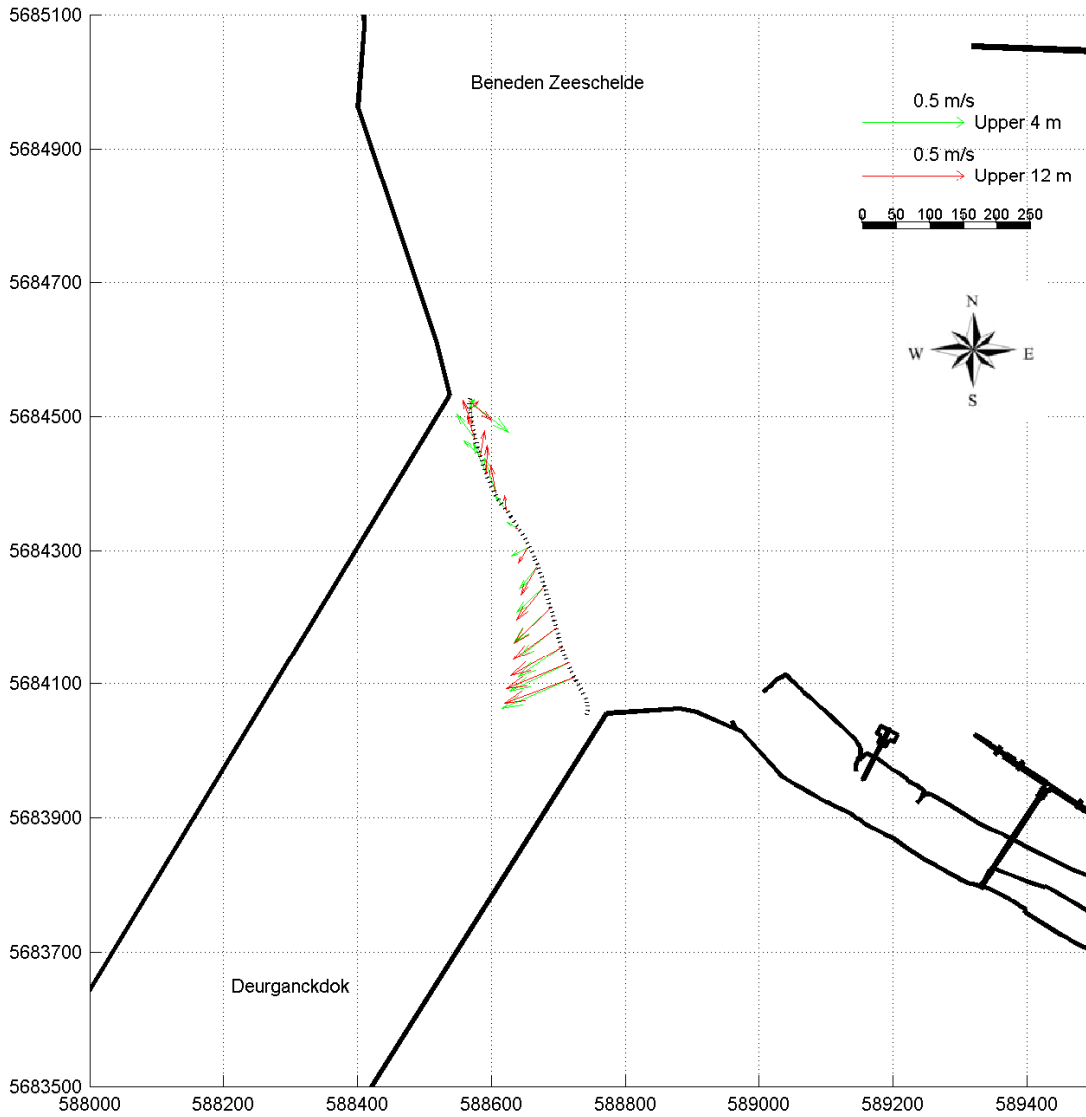 5685100
Beneden Zeeschelde
0.5 m/s
Upper 4 m
5684900
0.5 m/s
Upper 12 m
0 50 100 150 200 250
5684700
N
W E
S
5684500
5684300
5684100
5683900
5683700
Deurganckdok
5683500
588000 588200 588400 588600 588800 589000 589200 589400